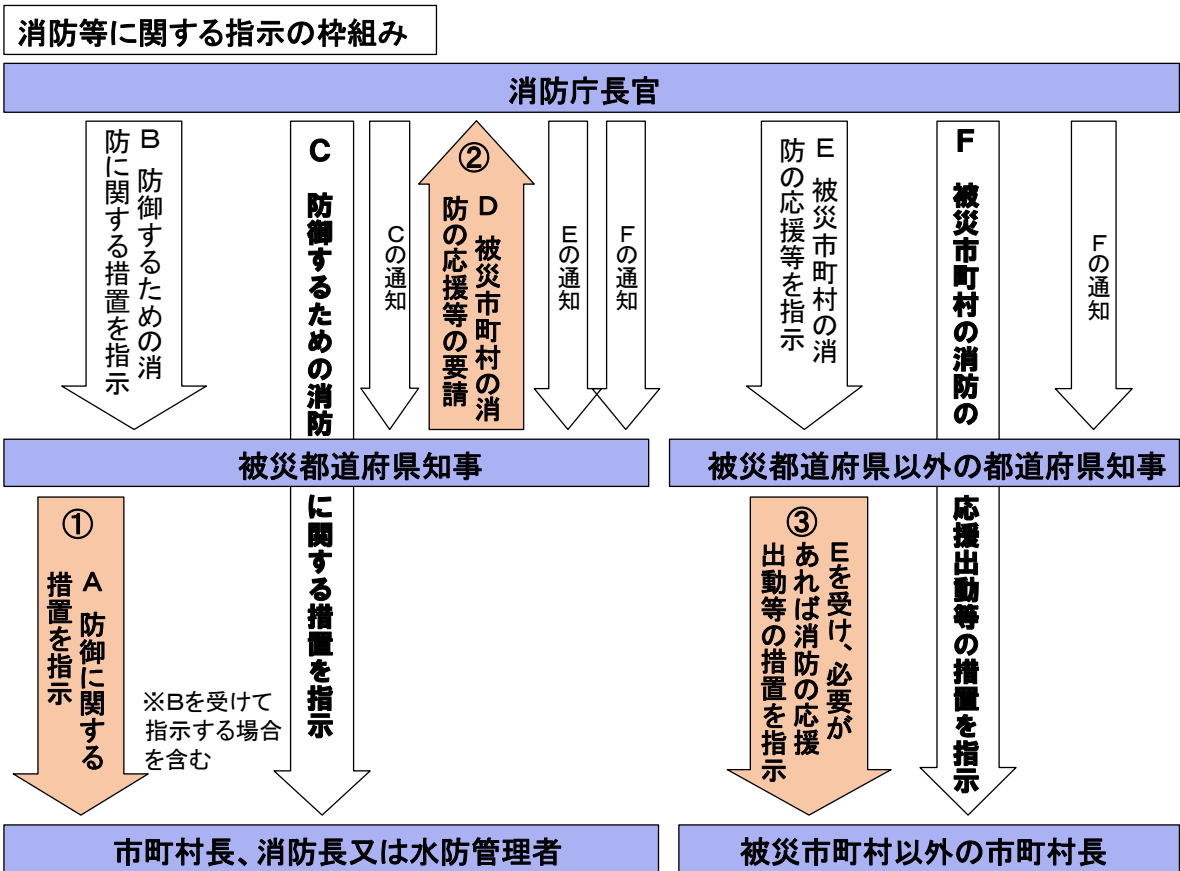 消防等に関する指示の枠組み
消防庁長官
B 防御するための消
防に関する措置を指示
C 防御するための消防に関する措置を指示
Cの通知
②
D 被災市町村の消
防の応援等の要請
Eの通知
Fの通知
E 被災市町村の消
防の応援等を指示
F 被災市町村の消防の応援出動等の措置を指示
Fの通知
被災都道府県知事
被災都道府県以外の都道府県知事
①
A 防御に関する
措置を指示
※Bを受けて
指示する場合
を含む
③
Eを受け、必要が
あれば消防の応援
出動等の措置を指示
市町村長、消防長又は水防管理者
被災市町村以外の市町村長